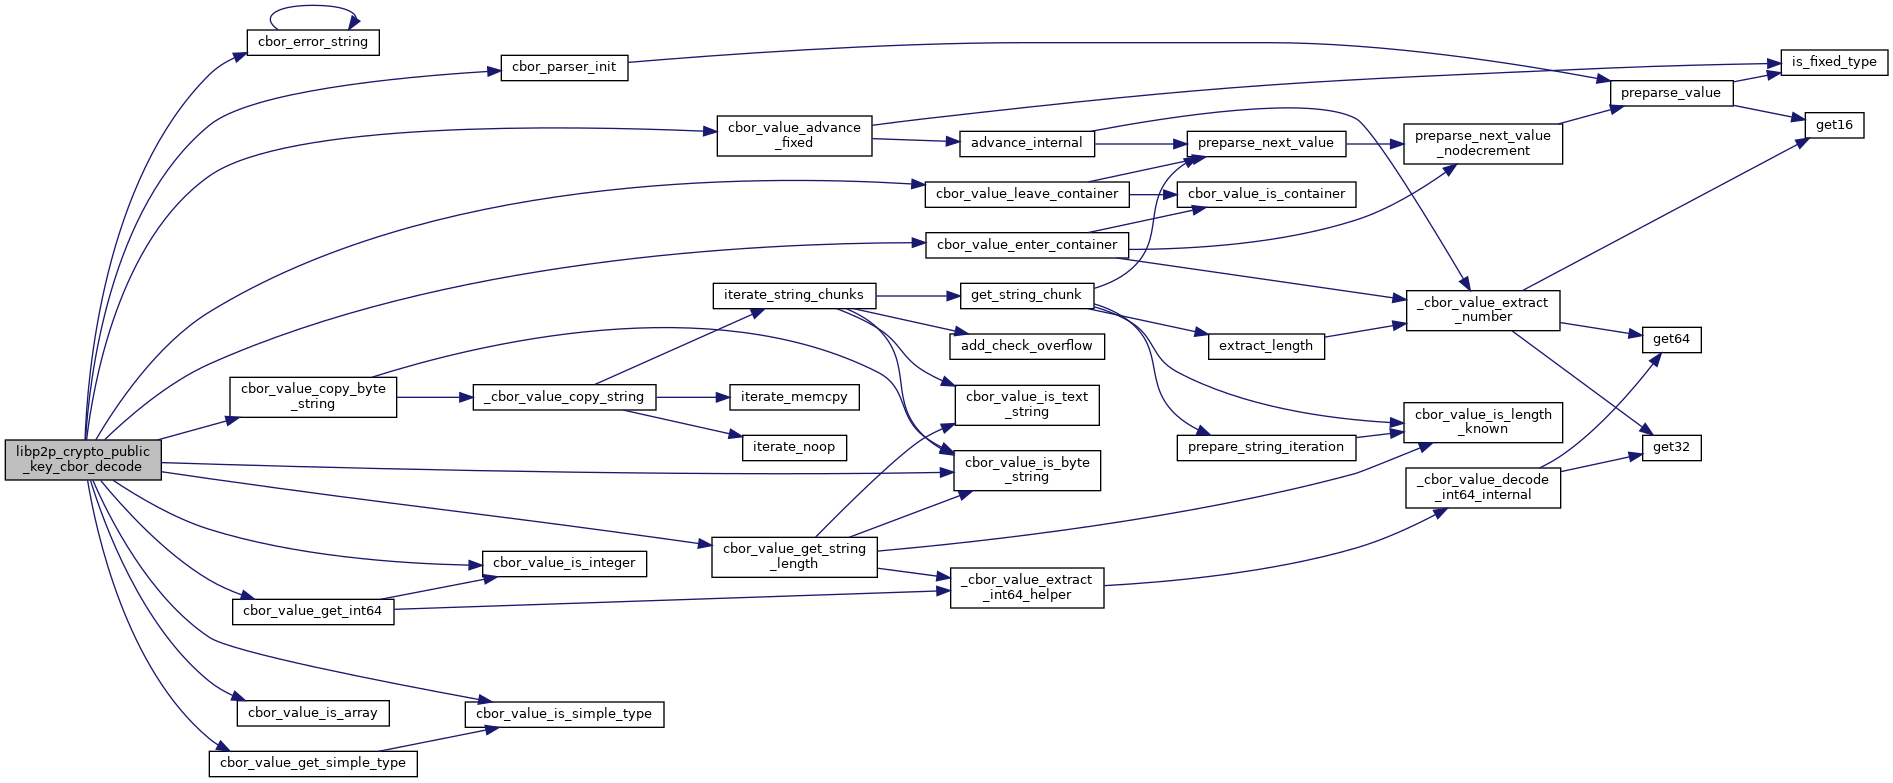 cbor_error_string
cbor_parser_init
is_fixed_type
preparse_value
get16
cbor_value_advance
_fixed
advance_internal
preparse_next_value
preparse_next_value
_nodecrement
cbor_value_leave_container
cbor_value_is_container
cbor_value_enter_container
iterate_string_chunks
get_string_chunk
_cbor_value_extract
_number
add_check_overflow
extract_length
get64
cbor_value_copy_byte
_string
_cbor_value_copy_string
iterate_memcpy
cbor_value_is_text
_string
cbor_value_is_length
_known
iterate_noop
prepare_string_iteration
get32
libp2p_crypto_public
_key_cbor_decode
cbor_value_is_byte
_string
_cbor_value_decode
_int64_internal
cbor_value_get_string
_length
cbor_value_is_integer
_cbor_value_extract
_int64_helper
cbor_value_get_int64
cbor_value_is_array
cbor_value_is_simple_type
cbor_value_get_simple_type